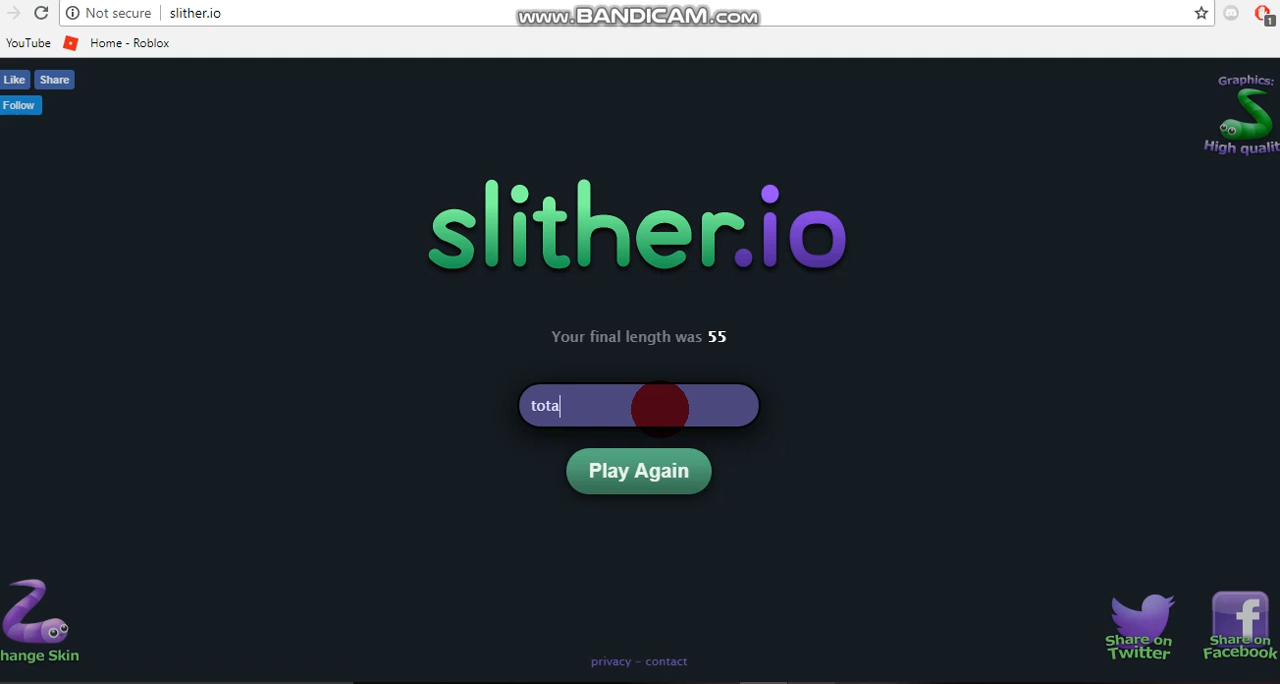 Not secure slither.io
www.BANDICAM.com
1
YouTube Home - Roblox
Like Share
Follow
Graphics:
High qualit
slither.io
Your final length was 55
tota
Play Again
hange Skin
Share on
Twitter
Share on
Facebook
privacy - contact